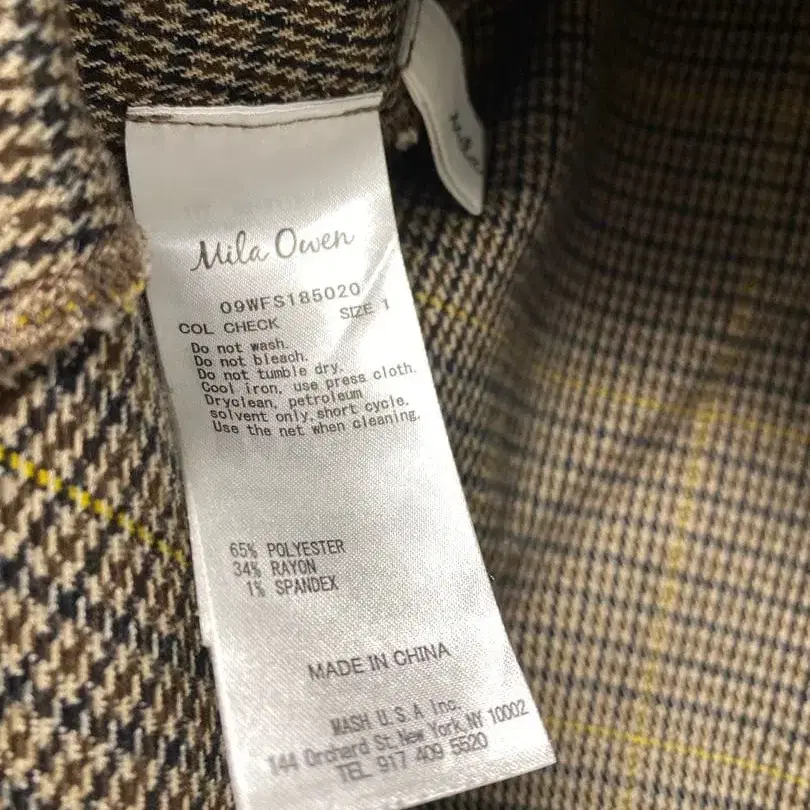 Mila Owen
09WFS185020
COL CHECK SIZE 1
Do not wash.
Do not bleach.
Do not tumble dry.
Cool iron, use press cloth.
Dryclean, petroleum
solvent only, short cycle.
Use the net when cleaning.
65% POLYESTER
34% RAYON
1% SPANDEX
MADE IN CHINA
MASH U.S.A Inc.
144 Orchard St. New York NY 10002
TEL 917 409 5520